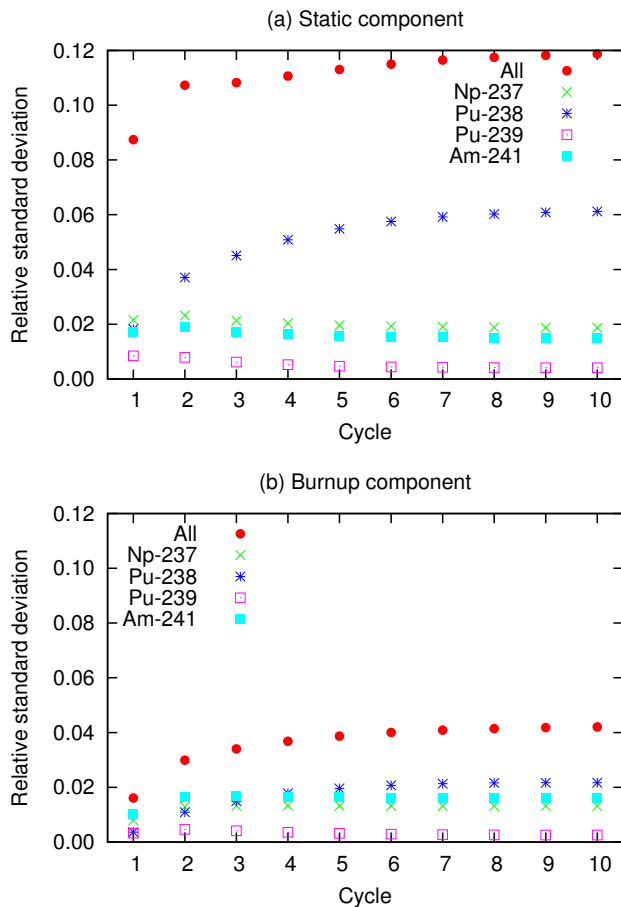 (a) Static component
Relative standard deviation
0.12
0.10
0.08
0.06
0.04
0.02
0.00
All
Np-237
Pu-238
Pu-239
Am-241
1 2 3 4 5 6 7 8 9 10
Cycle
(b) Burnup component
Relative standard deviation
0.12
0.10
0.08
0.06
0.04
0.02
0.00
All
Np-237
Pu-238
Pu-239
Am-241
1 2 3 4 5 6 7 8 9 10
Cycle